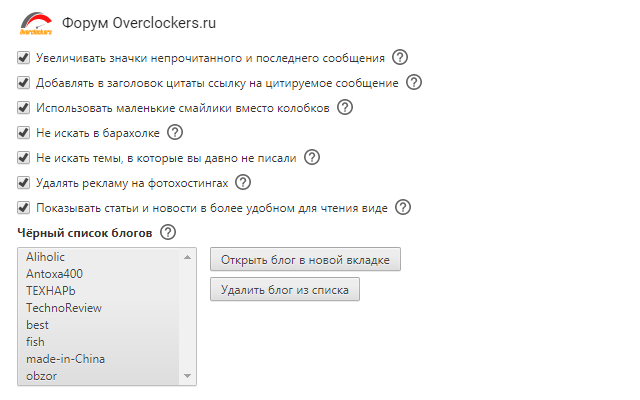 Overclockers
Форум Overclockers.ru
Увеличивать значки непрочитанного и последнего сообщения ?
Добавлять в заголовок цитаты ссылку на цитируемое сообщение ?
Использовать маленькие смайлики вместо колобков ?
Не искать в барахолке ?
Не искать темы, в которые вы давно не писали ?
Удалять рекламу на фотохостингах ?
Показывать статьи и новости в более удобном для чтения виде ?
Чёрный список блогов ?
Aliholic
Antoxa400
TEXHAPb
TechnoReview
best
fish
made-in-China
obzor
Открыть блог в новой вкладке
Удалить блог из списка